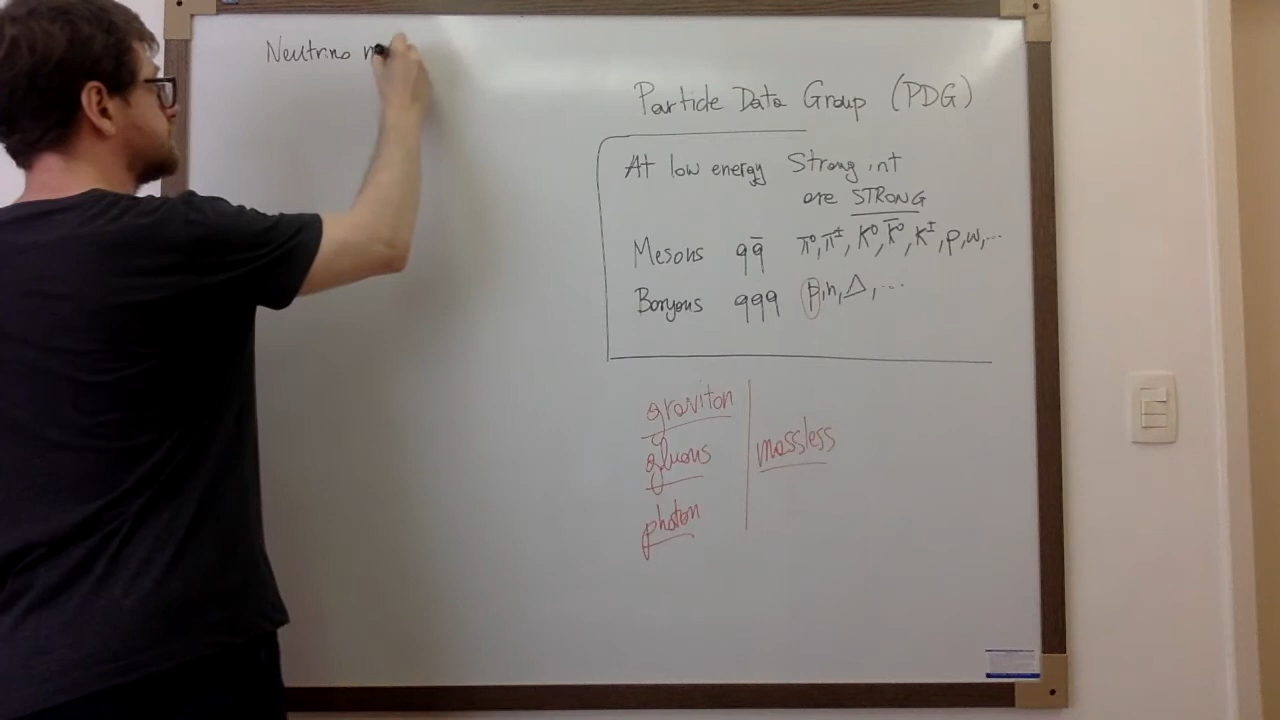 Neutrino
Particle Data Group (PDG)
At low energy Strong int
are STRONG
Mesons qq̄ π⁰, π±, K⁰, K̄⁰, K±, ρ, ω, ...
Baryons qqq p, n, Δ, ...
graviton
gluons
massless
photon